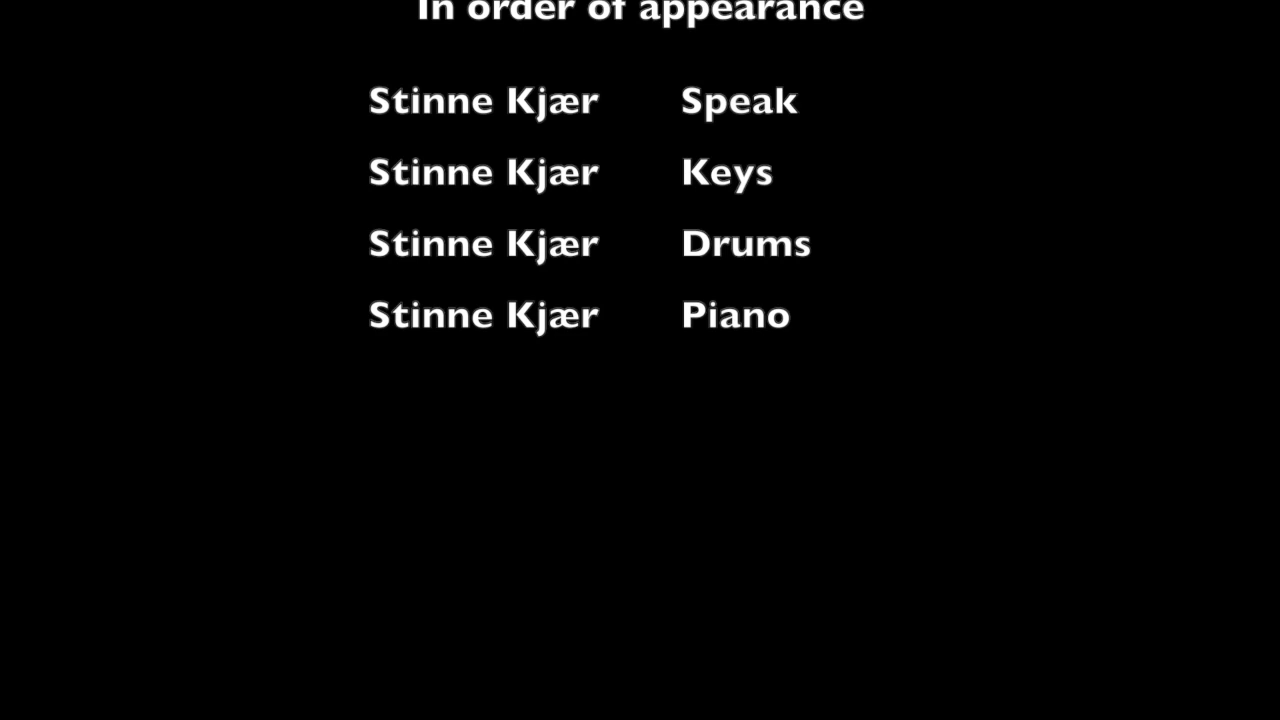 In order of appearance
Stinne Kjær Speak
Stinne Kjær Keys
Stinne Kjær Drums
Stinne Kjær Piano